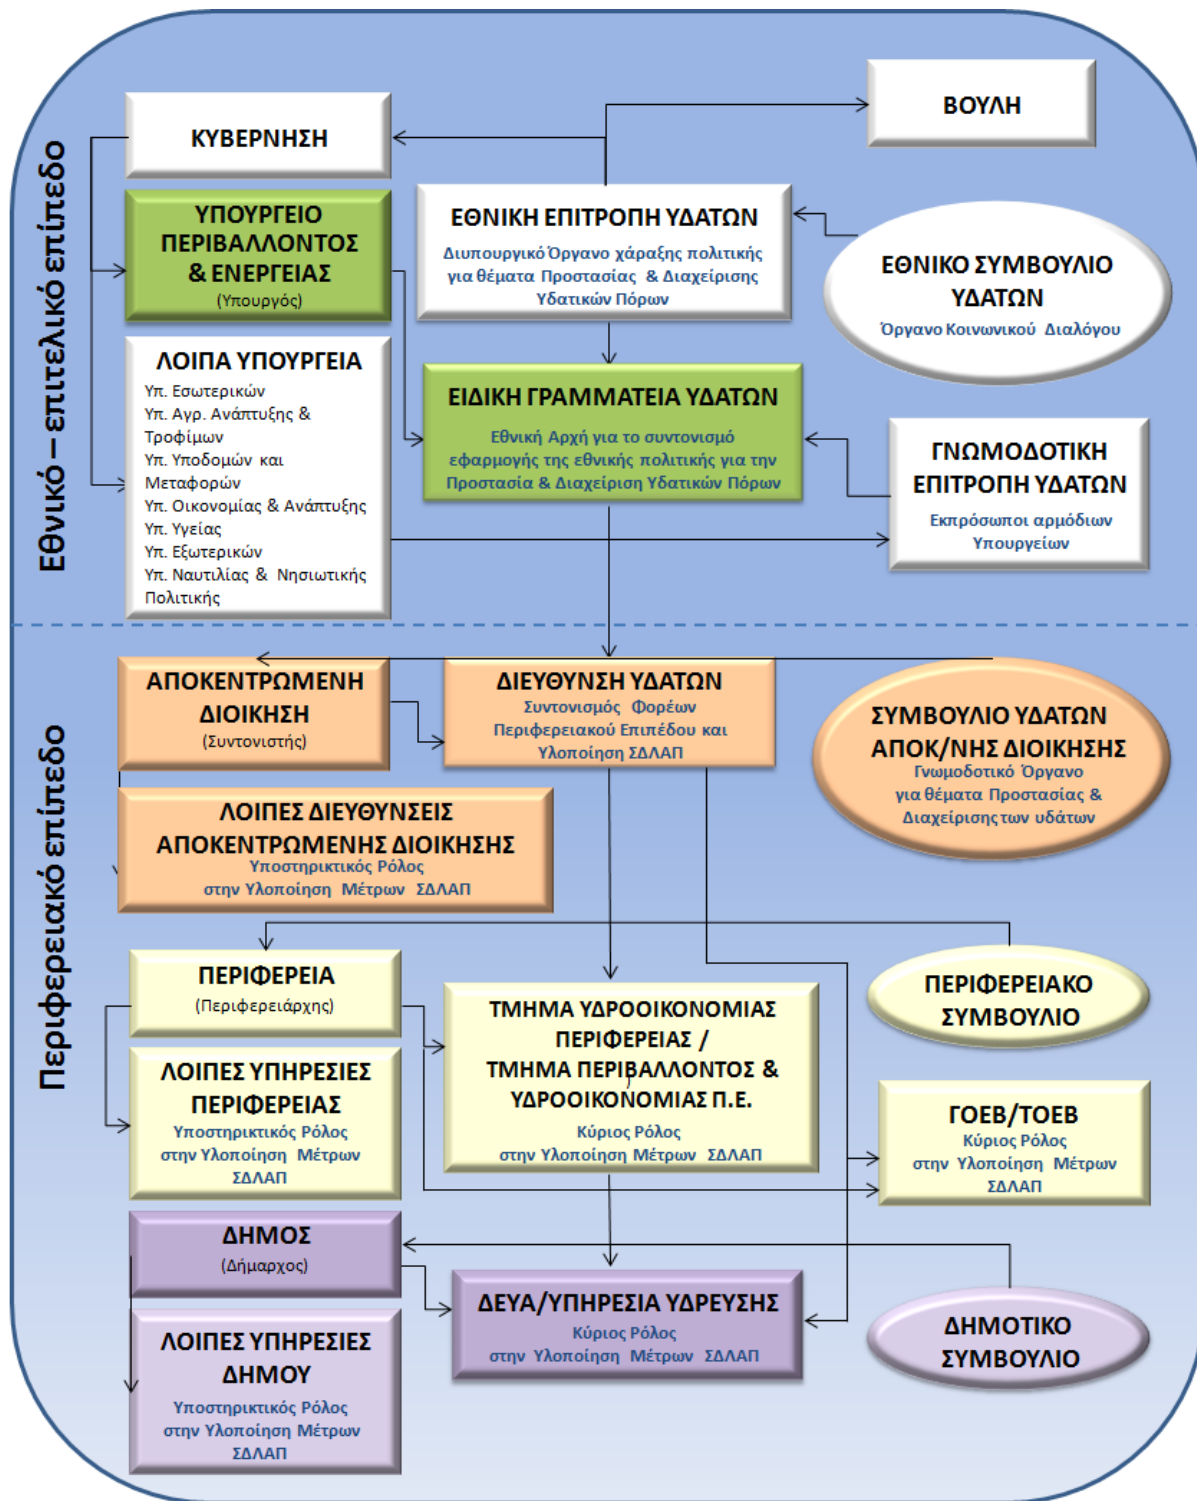 Εθνικό – επιτελικό επίπεδο
ΒΟΥΛΗ
ΚΥΒΕΡΝΗΣΗ
ΥΠΟΥΡΓΕΙΟ
ΠΕΡΙΒΑΛΛΟΝΤΟΣ
& ΕΝΕΡΓΕΙΑΣ
(Υπουργός)
ΕΘΝΙΚΗ ΕΠΙΤΡΟΠΗ ΥΔΑΤΩΝ
Διυπουργικό Όργανο χάραξης πολιτικής
για θέματα Προστασίας & Διαχείρισης
Υδατικών Πόρων
ΕΘΝΙΚΟ ΣΥΜΒΟΥΛΙΟ
ΥΔΑΤΩΝ
Όργανο Κοινωνικού Διαλόγου
ΛΟΙΠΑ ΥΠΟΥΡΓΕΙΑ
Υπ. Εσωτερικών
Υπ. Αγρ. Ανάπτυξης &
Τροφίμων
Υπ. Υποδομών και
Μεταφορών
Υπ. Οικονομίας & Ανάπτυξης
Υπ. Υγείας
Υπ. Εξωτερικών
Υπ. Ναυτιλίας & Νησιωτικής
Πολιτικής
ΕΙΔΙΚΗ ΓΡΑΜΜΑΤΕΙΑ ΥΔΑΤΩΝ
Εθνική Αρχή για το συντονισμό
εφαρμογής της εθνικής πολιτικής για την
Προστασία & Διαχείριση Υδατικών Πόρων
ΓΝΩΜΟΔΟΤΙΚΗ
ΕΠΙΤΡΟΠΗ ΥΔΑΤΩΝ
Εκπρόσωποι αρμόδιων
Υπουργείων
Περιφερειακό επίπεδο
ΑΠΟΚΕΝΤΡΩΜΕΝΗ
ΔΙΟΙΚΗΣΗ
(Συντονιστής)
ΔΙΕΥΘΥΝΣΗ ΥΔΑΤΩΝ
Συντονισμός Φορέων
Περιφερειακού Επιπέδου και
Υλοποίηση ΣΔΛΑΠ
ΣΥΜΒΟΥΛΙΟ ΥΔΑΤΩΝ
ΑΠΟΚ/ΝΗΣ ΔΙΟΙΚΗΣΗΣ
Γνωμοδοτικό Όργανο
για θέματα Προστασίας &
Διαχείρισης των υδάτων
ΛΟΙΠΕΣ ΔΙΕΥΘΥΝΣΕΙΣ
ΑΠΟΚΕΝΤΡΩΜΕΝΗΣ ΔΙΟΙΚΗΣΗΣ
Υποστηρικτικός Ρόλος
στην Υλοποίηση Μέτρων ΣΔΛΑΠ
ΠΕΡΙΦΕΡΕΙΑ
(Περιφερειάρχης)
ΤΜΗΜΑ ΥΔΡΟΟΙΚΟΝΟΜΙΑΣ
ΠΕΡΙΦΕΡΕΙΑΣ /
ΤΜΗΜΑ ΠΕΡΙΒΑΛΛΟΝΤΟΣ &
ΥΔΡΟΟΙΚΟΝΟΜΙΑΣ Π.Ε.
Κύριος Ρόλος
στην Υλοποίηση Μέτρων ΣΔΛΑΠ
ΠΕΡΙΦΕΡΕΙΑΚΟ
ΣΥΜΒΟΥΛΙΟ
ΛΟΙΠΕΣ ΥΠΗΡΕΣΙΕΣ
ΠΕΡΙΦΕΡΕΙΑΣ
Υποστηρικτικός Ρόλος
στην Υλοποίηση Μέτρων
ΣΔΛΑΠ
ΓΟΕΒ/ΤΟΕΒ
Κύριος Ρόλος
στην Υλοποίηση Μέτρων
ΣΔΛΑΠ
ΔΗΜΟΣ
(Δήμαρχος)
ΔΕΥΑ/ΥΠΗΡΕΣΙΑ ΥΔΡΕΥΣΗΣ
Κύριος Ρόλος
στην Υλοποίηση Μέτρων ΣΔΛΑΠ
ΔΗΜΟΤΙΚΟ
ΣΥΜΒΟΥΛΙΟ
ΛΟΙΠΕΣ ΥΠΗΡΕΣΙΕΣ
ΔΗΜΟΥ
Υποστηρικτικός Ρόλος
στην Υλοποίηση Μέτρων
ΣΔΛΑΠ